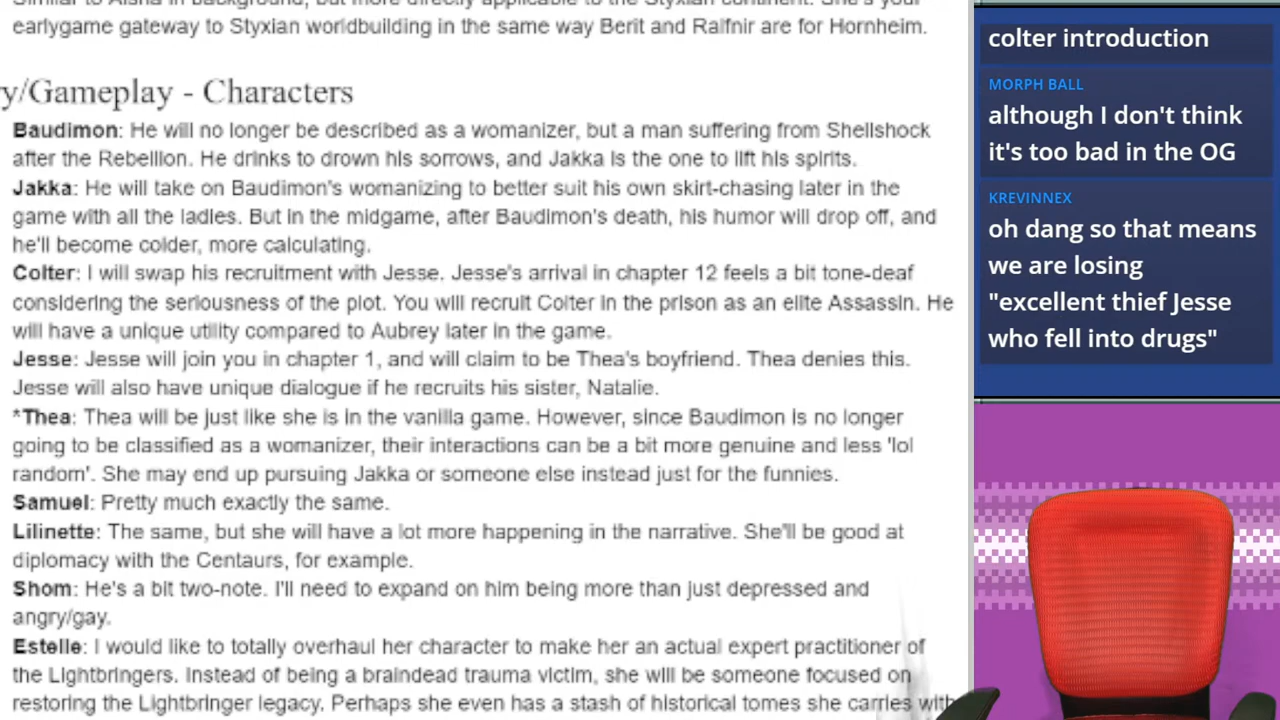 Similar to Aisha in background, but more directly applicable to the Styxian continent. She's your
earlygame gateway to Styxian worldbuilding in the same way Berit and Ralfnir are for Hornheim.
y/Gameplay - Characters
Baudimon: He will no longer be described as a womanizer, but a man suffering from Shellshock
after the Rebellion. He drinks to drown his sorrows, and Jakka is the one to lift his spirits.
Jakka: He will take on Baudimon's womanizing to better suit his own skirt-chasing later in the
game with all the ladies. But in the midgame, after Baudimon's death, his humor will drop off, and
he'll become colder, more calculating.
Colter: I will swap his recruitment with Jesse. Jesse's arrival in chapter 12 feels a bit tone-deaf
considering the seriousness of the plot. You will recruit Colter in the prison as an elite Assassin. He
will have a unique utility compared to Aubrey later in the game.
Jesse: Jesse will join you in chapter 1, and will claim to be Thea's boyfriend. Thea denies this.
Jesse will also have unique dialogue if he recruits his sister, Natalie.
*Thea: Thea will be just like she is in the vanilla game. However, since Baudimon is no longer
going to be classified as a womanizer, their interactions can be a bit more genuine and less 'lol
random'. She may end up pursuing Jakka or someone else instead just for the funnies.
Samuel: Pretty much exactly the same.
Lilinette: The same, but she will have a lot more happening in the narrative. She'll be good at
diplomacy with the Centaurs, for example.
Shom: He's a bit two-note. I'll need to expand on him being more than just depressed and
angry/gay.
Estelle: I would like to totally overhaul her character to make her an actual expert practitioner of
the Lightbringers. Instead of being a braindead trauma victim, she will be someone focused on
restoring the Lightbringer legacy. Perhaps she even has a stash of historical tomes she carries with
colter introduction
MORPH BALL
although I don't think
it's too bad in the OG
KREVINNEX
oh dang so that means
we are losing
"excellent thief Jesse
who fell into drugs"